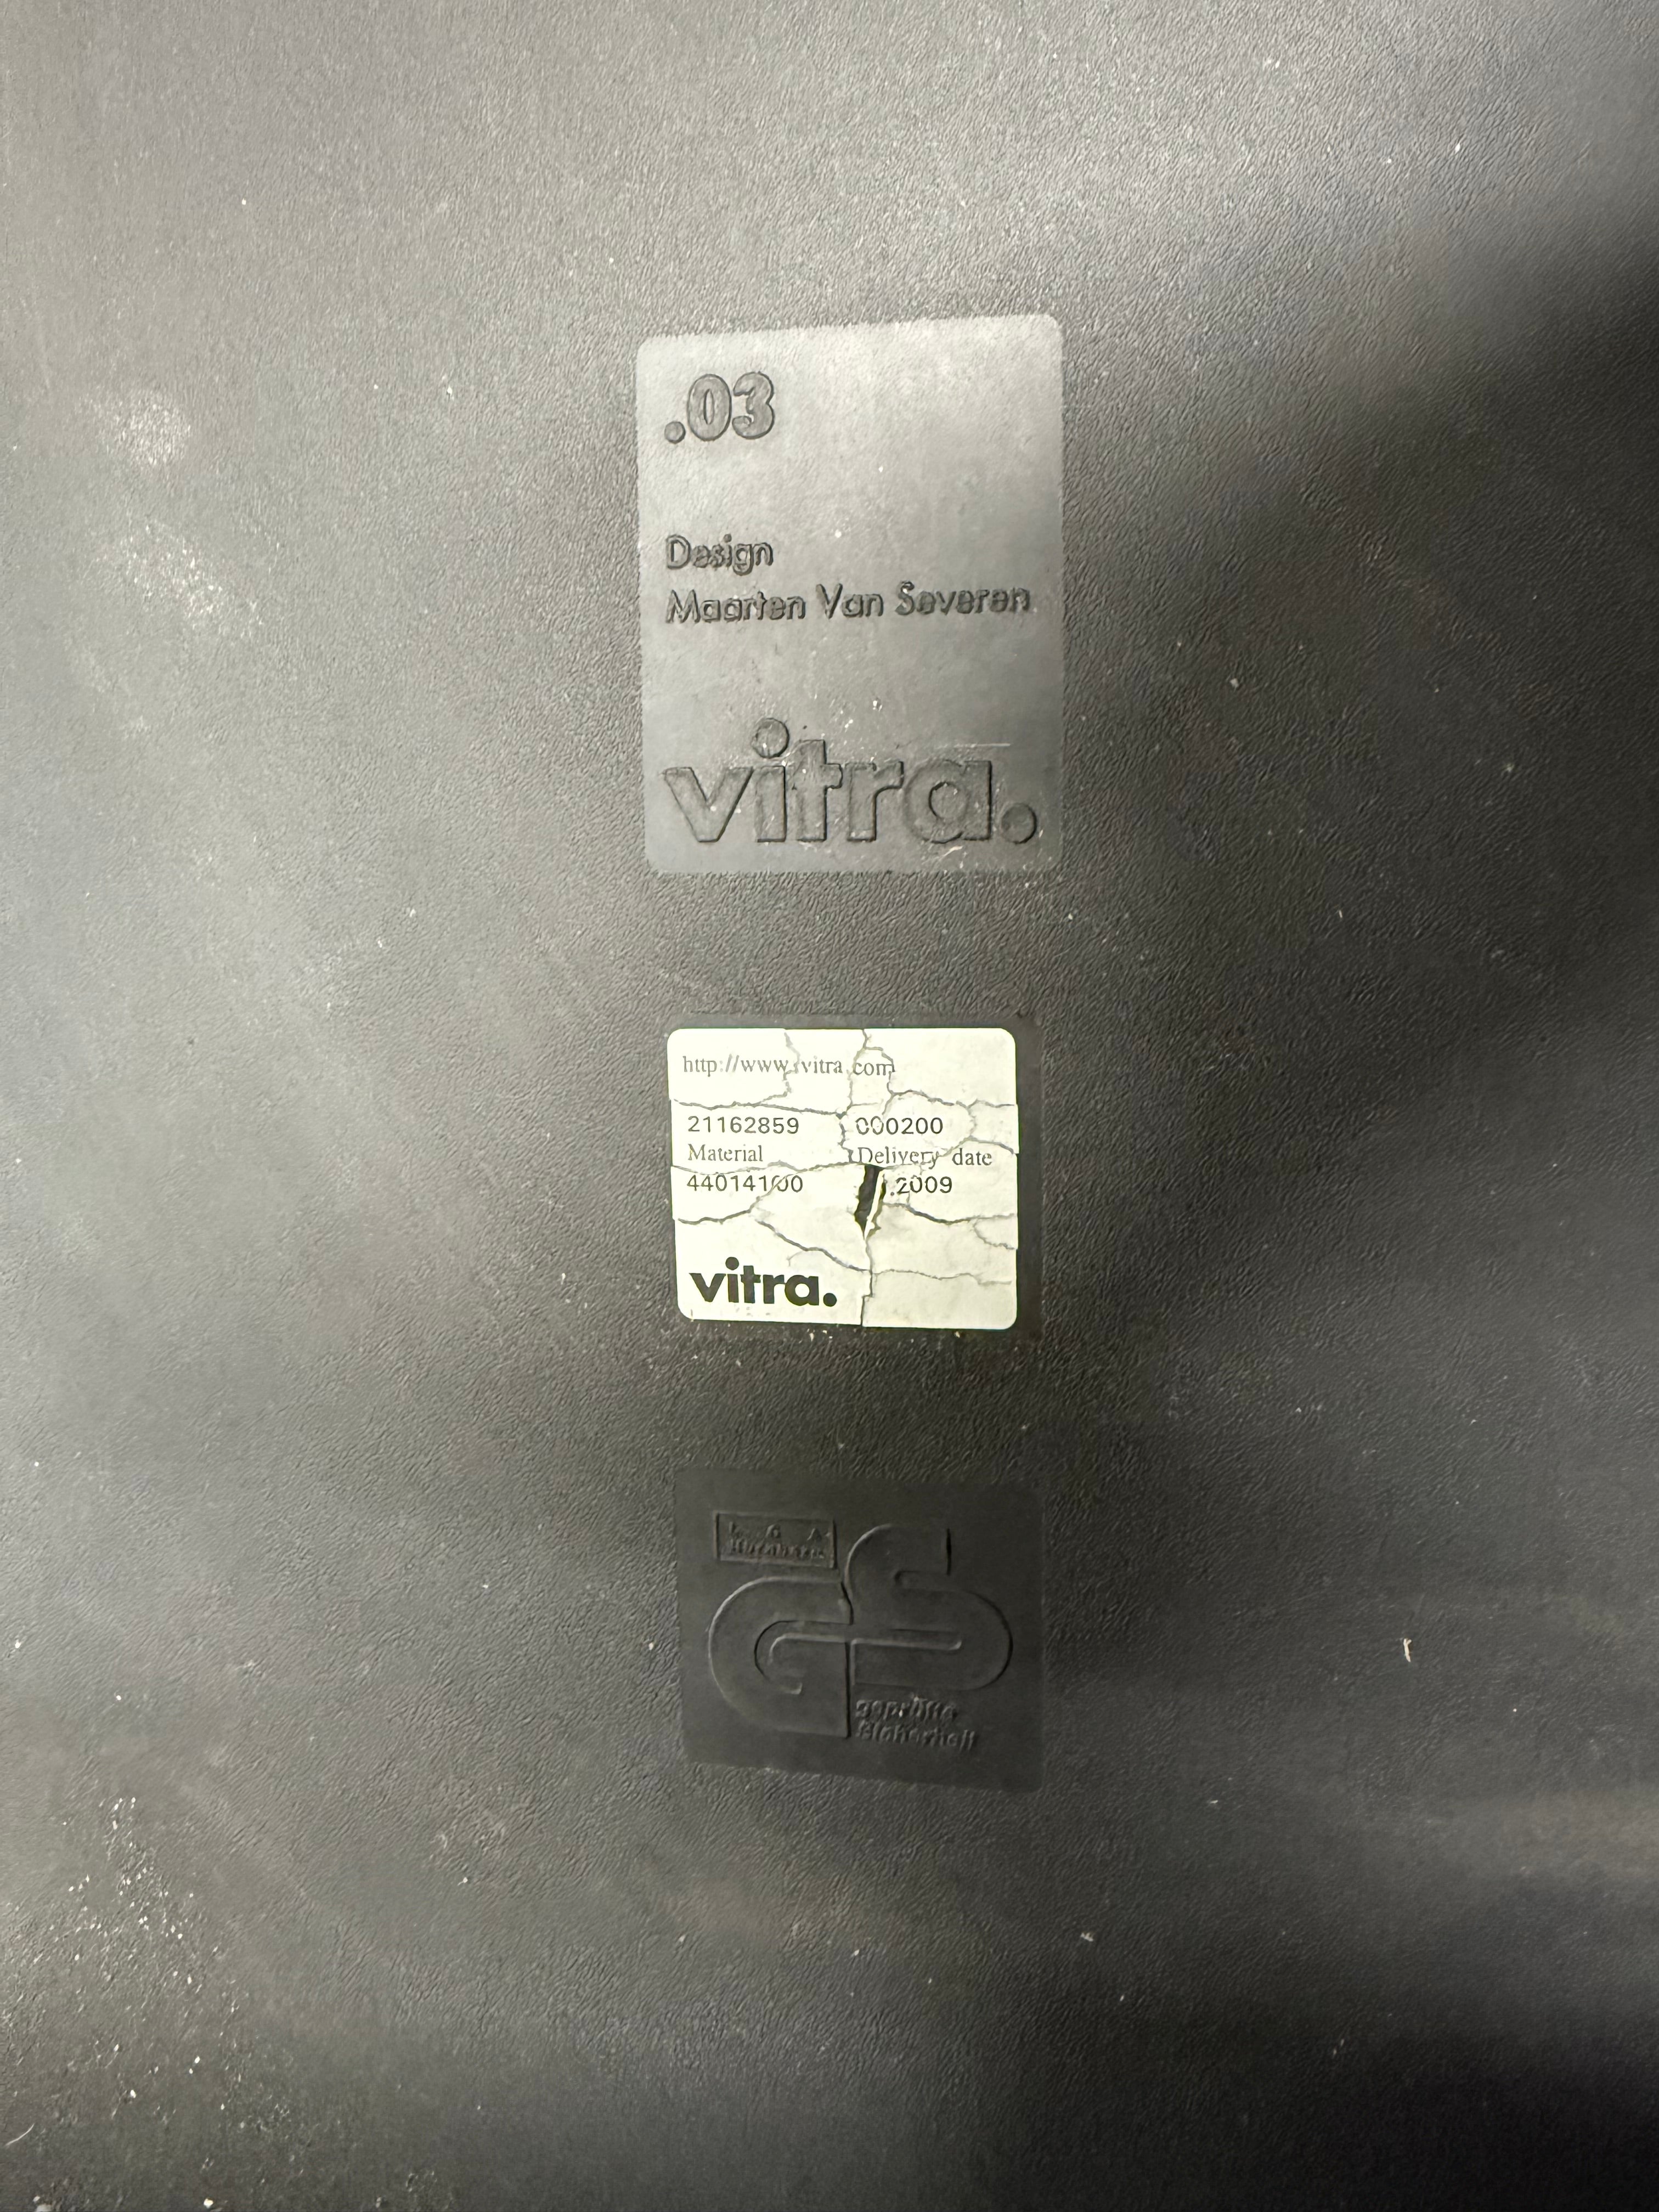 .03
Design
Maarten Van Severen
vitra.
http://www.vitra.com
21162859 000200
Material Delivery date
44014100 .2009
vitra.
L G A
GS
geprüfte
Sicherheit